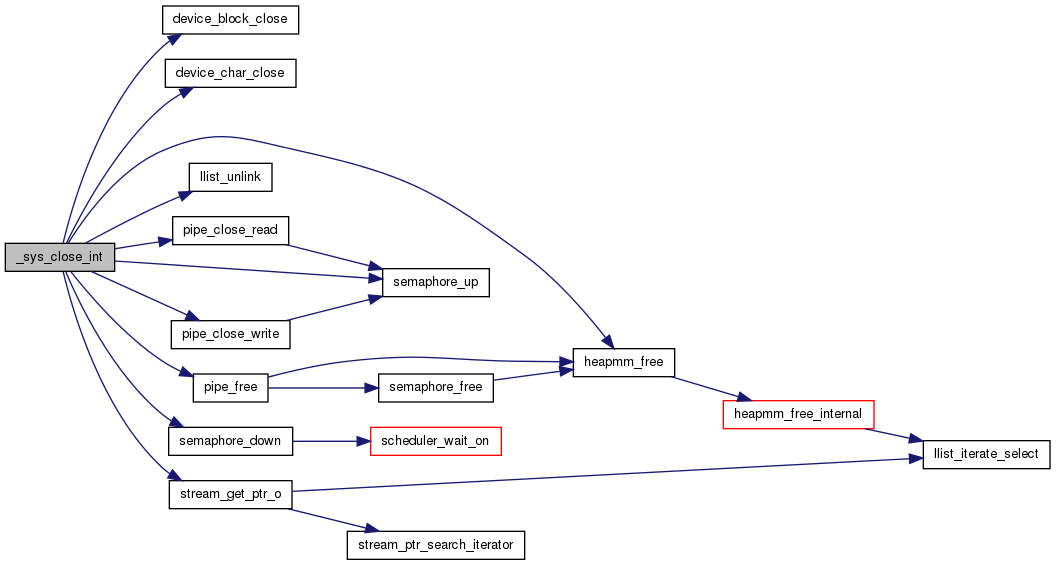 device_block_close
device_char_close
llist_unlink
_sys_close_int
pipe_close_read
semaphore_up
pipe_close_write
heapmm_free
pipe_free
semaphore_free
heapmm_free_internal
semaphore_down
scheduler_wait_on
llist_iterate_select
stream_get_ptr_o
stream_ptr_search_iterator